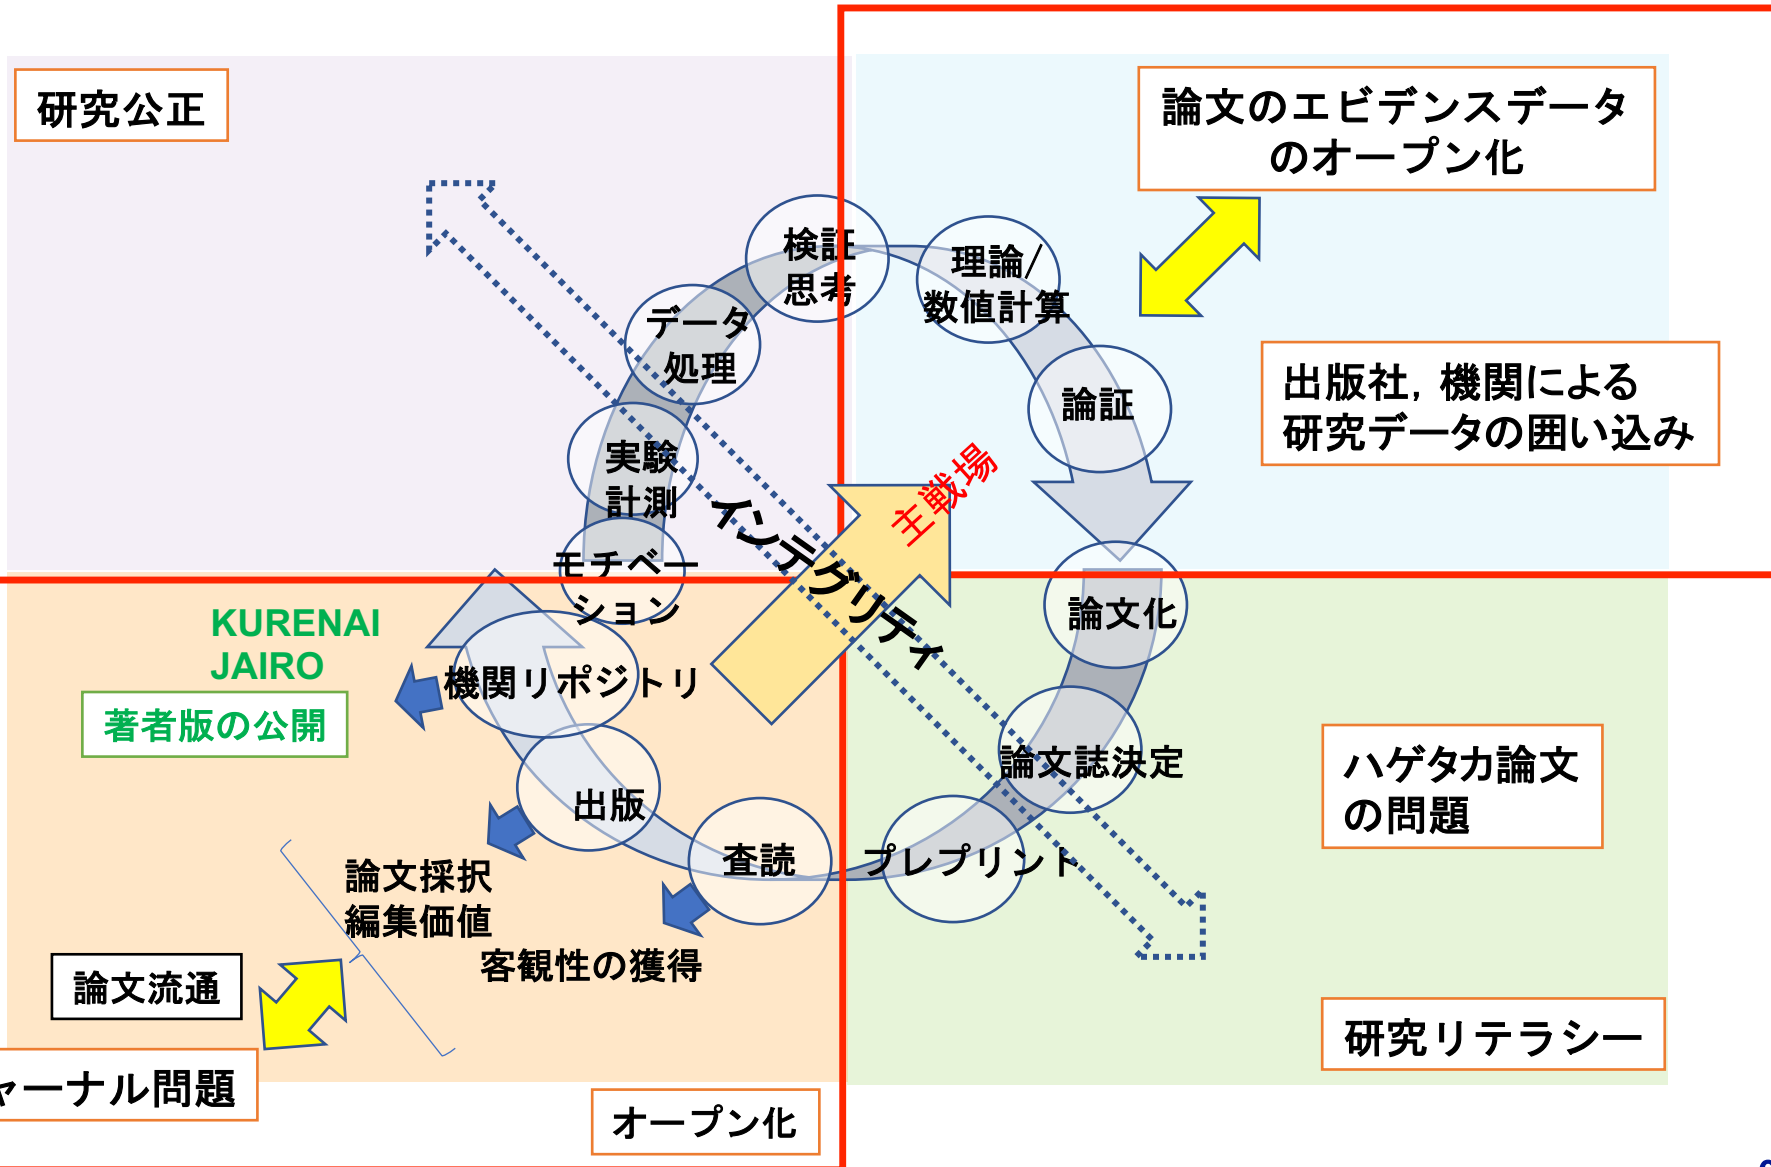 研究公正
論文のエビデンスデータ
のオープン化
検証
思考
理論/
数値計算
データ
処理
論証
出版社，機関による
研究データの囲い込み
実験
計測
主戦場
インテグリティ
モチベー
ション
論文化
KURENAI
JAIRO
著者版の公開
機関リポジトリ
論文誌決定
ハゲタカ論文
の問題
出版
査読
プレプリント
論文採択
編集価値
客観性の獲得
論文流通
研究リテラシー
ャーナル問題
オープン化